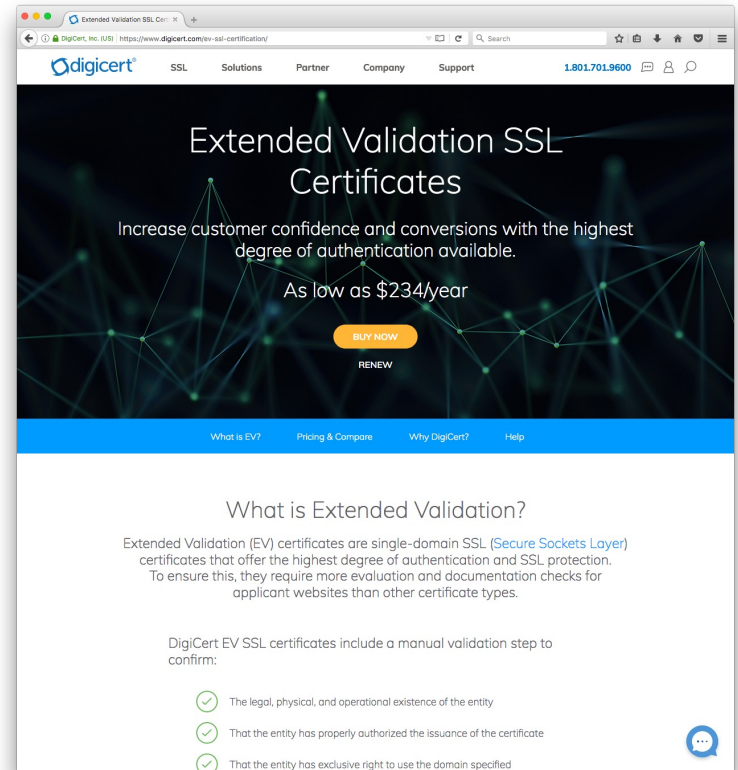 Extended Validation SSL Cert
DigiCert, Inc. (US) https://www.digicert.com/ev-ssl-certification/ Search
digicert® SSL Solutions Partner Company Support 1.801.701.9600
Extended Validation SSL
Certificates
Increase customer confidence and conversions with the highest
degree of authentication available.
As low as $234/year
BUY NOW
RENEW
What is EV? Pricing & Compare Why DigiCert? Help
What is Extended Validation?
Extended Validation (EV) certificates are single-domain SSL (Secure Sockets Layer)
certificates that offer the highest degree of authentication and SSL protection.
To ensure this, they require more evaluation and documentation checks for
applicant websites than other certificate types.
DigiCert EV SSL certificates include a manual validation step to
confirm:
The legal, physical, and operational existence of the entity
That the entity has properly authorized the issuance of the certificate
That the entity has exclusive right to use the domain specified